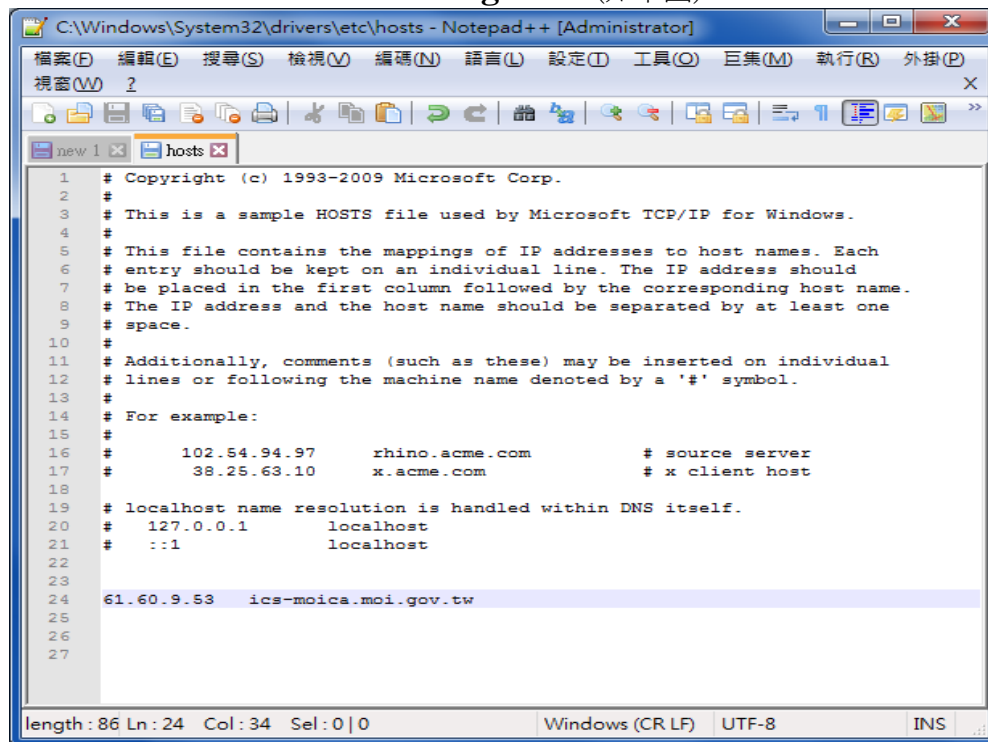 C:\Windows\System32\drivers\etc\hosts - Notepad++ [Administrator]
檔案(F) 編輯(E) 搜尋(S) 檢視(V) 編碼(N) 語言(L) 設定(T) 工具(O) 巨集(M) 執行(R) 外掛(P)
視窗(W) ? X
new 1 hosts
1 # Copyright (c) 1993-2009 Microsoft Corp.
2 #
3 # This is a sample HOSTS file used by Microsoft TCP/IP for Windows.
4 #
5 # This file contains the mappings of IP addresses to host names. Each
6 # entry should be kept on an individual line. The IP address should
7 # be placed in the first column followed by the corresponding host name.
8 # The IP address and the host name should be separated by at least one
9 # space.
10 #
11 # Additionally, comments (such as these) may be inserted on individual
12 # lines or following the machine name denoted by a '#' symbol.
13 #
14 # For example:
15 #
16 # 102.54.94.97 rhino.acme.com # source server
17 # 38.25.63.10 x.acme.com # x client host
18
19 # localhost name resolution is handled within DNS itself.
20 # 127.0.0.1 localhost
21 # ::1 localhost
22
23
24 61.60.9.53 ics-moica.moi.gov.tw
25
26
27
length : 86 Ln : 24 Col : 34 Sel : 0 | 0 Windows (CR LF) UTF-8 INS